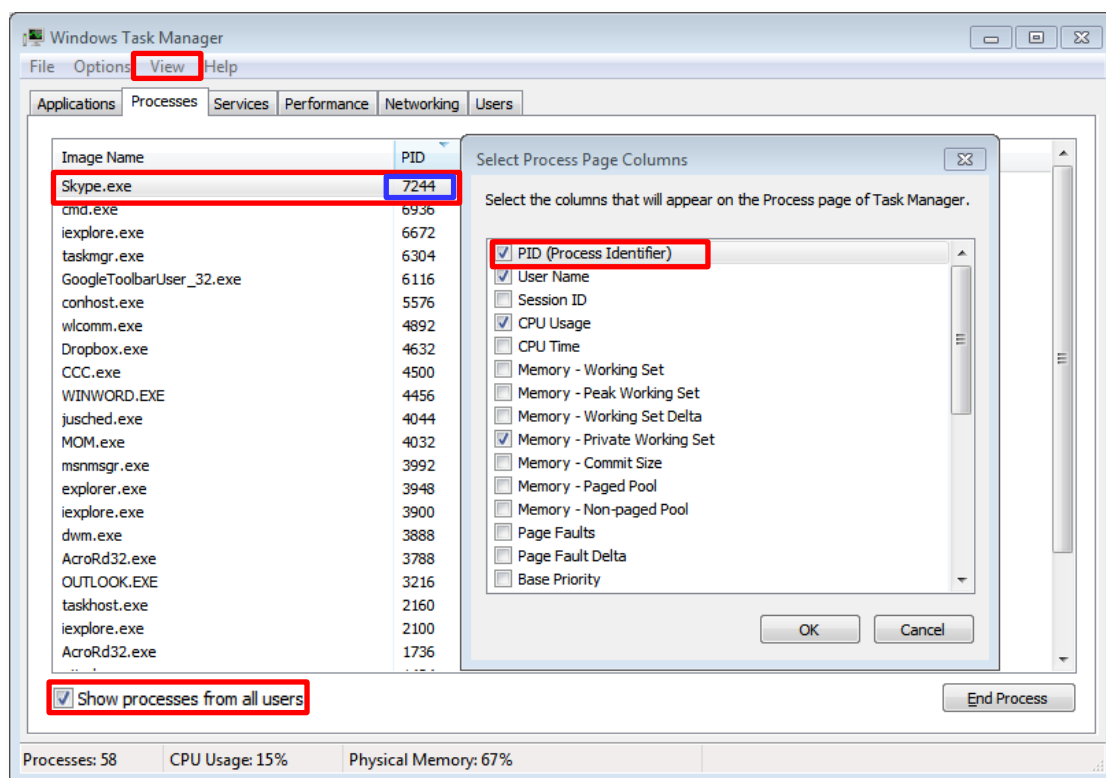 Windows Task Manager
File Options View Help
Applications Processes Services Performance Networking Users
Image Name PID
Skype.exe 7244
cmd.exe 6936
iexplore.exe 6672
taskmgr.exe 6304
GoogleToolbarUser_32.exe 6116
conhost.exe 5576
wlcomm.exe 4892
Dropbox.exe 4632
CCC.exe 4500
WINWORD.EXE 4456
jusched.exe 4044
MOM.exe 4032
msnmsgr.exe 3992
explorer.exe 3948
iexplore.exe 3900
dwm.exe 3888
AcroRd32.exe 3788
OUTLOOK.EXE 3216
taskhost.exe 2160
iexplore.exe 2100
AcroRd32.exe 1736
Select Process Page Columns
Select the columns that will appear on the Process page of Task Manager.
PID (Process Identifier)
User Name
Session ID
CPU Usage
CPU Time
Memory - Working Set
Memory - Peak Working Set
Memory - Working Set Delta
Memory - Private Working Set
Memory - Commit Size
Memory - Paged Pool
Memory - Non-paged Pool
Page Faults
Page Fault Delta
Base Priority
OK Cancel
Show processes from all users
End Process
Processes: 58 CPU Usage: 15% Physical Memory: 67%